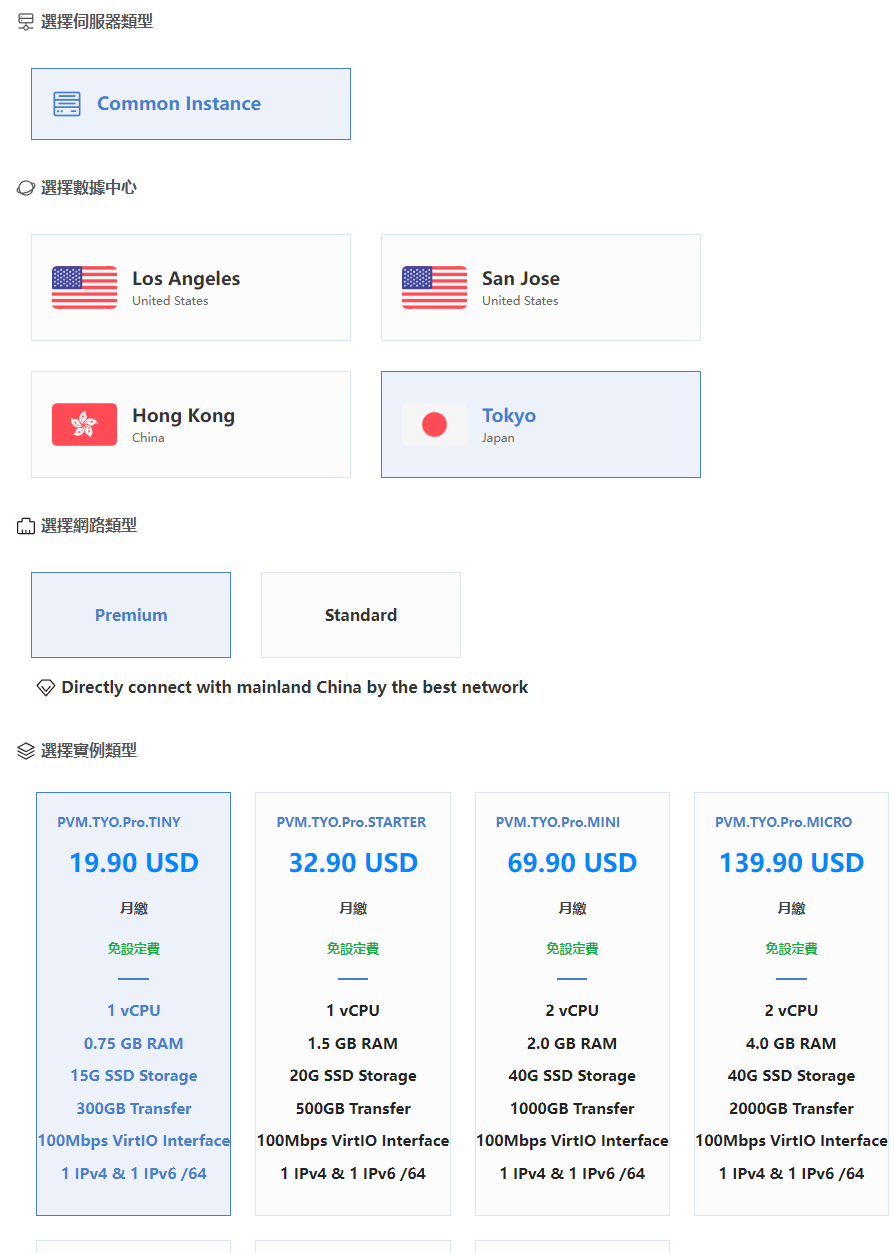 選擇伺服器類型
Common Instance
選擇數據中心
Los Angeles
United States
San Jose
United States
Hong Kong
China
Tokyo
Japan
選擇網路類型
Premium
Standard
Directly connect with mainland China by the best network
選擇實例類型
PVM.TYO.Pro.TINY
19.90 USD
月繳
免設定費
1 vCPU
0.75 GB RAM
15G SSD Storage
300GB Transfer
100Mbps VirtIO Interface
1 IPv4 & 1 IPv6 /64
PVM.TYO.Pro.STARTER
32.90 USD
月繳
免設定費
1 vCPU
1.5 GB RAM
20G SSD Storage
500GB Transfer
100Mbps VirtIO Interface
1 IPv4 & 1 IPv6 /64
PVM.TYO.Pro.MINI
69.90 USD
月繳
免設定費
2 vCPU
2.0 GB RAM
40G SSD Storage
1000GB Transfer
100Mbps VirtIO Interface
1 IPv4 & 1 IPv6 /64
PVM.TYO.Pro.MICRO
139.90 USD
月繳
免設定費
2 vCPU
4.0 GB RAM
40G SSD Storage
2000GB Transfer
100Mbps VirtIO Interface
1 IPv4 & 1 IPv6 /64